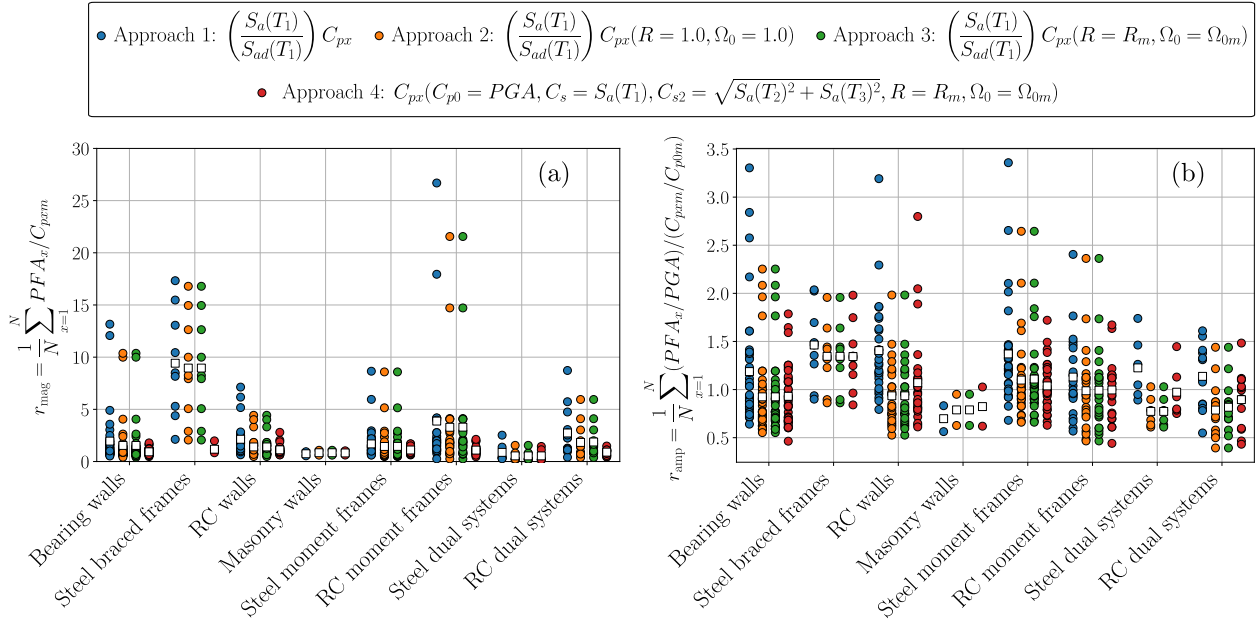 Approach 1: (S_a(T_1)/S_ad(T_1)) C_px Approach 2: (S_a(T_1)/S_ad(T_1)) C_px(R = 1.0, Ω_0 = 1.0) Approach 3: (S_a(T_1)/S_ad(T_1)) C_px(R = R_m, Ω_0 = Ω_0m)
Approach 4: C_px(C_p0 = PGA, C_s = S_a(T_1), C_s2 = √(S_a(T_2)² + S_a(T_3)²), R = R_m, Ω_0 = Ω_0m)
(a)
r_mag = 1/N ∑_{x=1}^{N} PFA_x/C_pxm
30
25
20
15
10
5
0
Bearing walls
Steel braced frames
RC walls
Masonry walls
Steel moment frames
RC moment frames
Steel dual systems
RC dual systems
(b)
r_amp = 1/N ∑_{x=1}^{N} (PFA_x/PGA)/(C_pxm/C_p0m)
3.5
3.0
2.5
2.0
1.5
1.0
0.5
Bearing walls
Steel braced frames
RC walls
Masonry walls
Steel moment frames
RC moment frames
Steel dual systems
RC dual systems